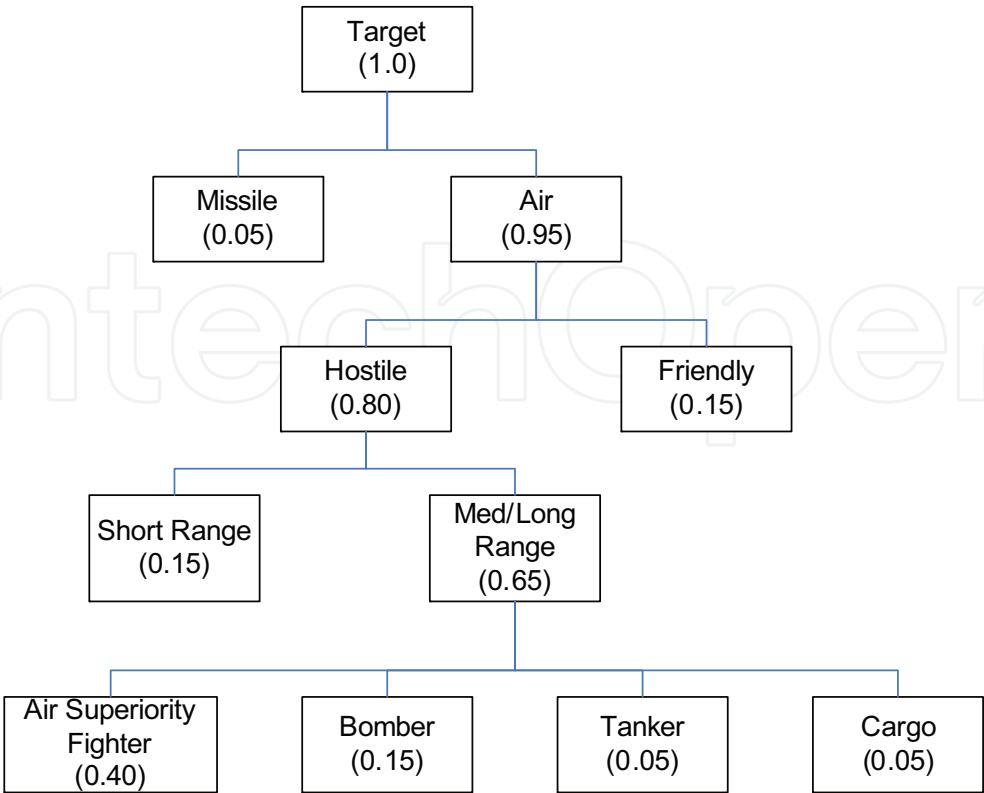 Target
(1.0)
Missile
(0.05)
Air
(0.95)
Hostile
(0.80)
Friendly
(0.15)
Short Range
(0.15)
Med/Long
Range
(0.65)
Air Superiority
Fighter
(0.40)
Bomber
(0.15)
Tanker
(0.05)
Cargo
(0.05)
ntechOper